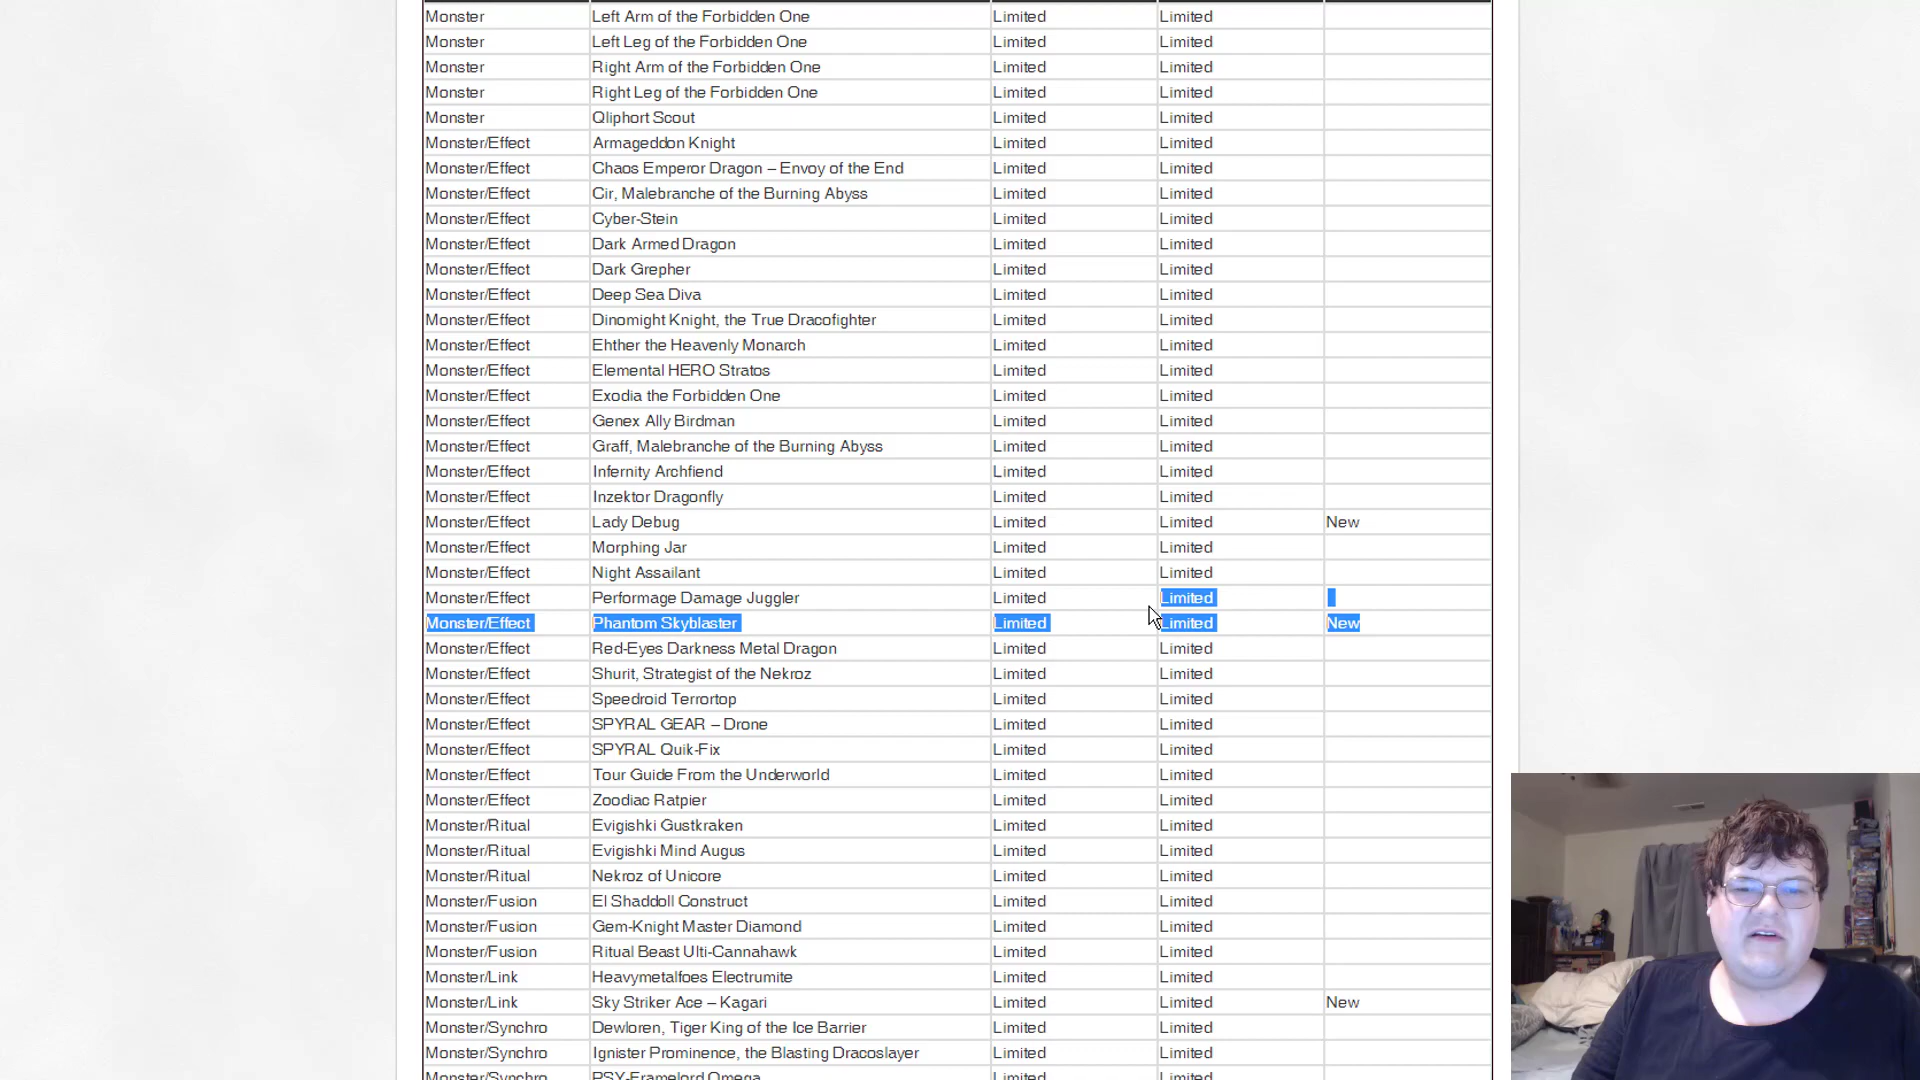 Monster Left Arm of the Forbidden One Limited Limited
Monster Left Leg of the Forbidden One Limited Limited
Monster Right Arm of the Forbidden One Limited Limited
Monster Right Leg of the Forbidden One Limited Limited
Monster Qliphort Scout Limited Limited
Monster/Effect Armageddon Knight Limited Limited
Monster/Effect Chaos Emperor Dragon – Envoy of the End Limited Limited
Monster/Effect Cir, Malebranche of the Burning Abyss Limited Limited
Monster/Effect Cyber-Stein Limited Limited
Monster/Effect Dark Armed Dragon Limited Limited
Monster/Effect Dark Grepher Limited Limited
Monster/Effect Deep Sea Diva Limited Limited
Monster/Effect Dinomight Knight, the True Dracofighter Limited Limited
Monster/Effect Ehther the Heavenly Monarch Limited Limited
Monster/Effect Elemental HERO Stratos Limited Limited
Monster/Effect Exodia the Forbidden One Limited Limited
Monster/Effect Genex Ally Birdman Limited Limited
Monster/Effect Graff, Malebranche of the Burning Abyss Limited Limited
Monster/Effect Infernity Archfiend Limited Limited
Monster/Effect Inzektor Dragonfly Limited Limited
Monster/Effect Lady Debug Limited Limited New
Monster/Effect Morphing Jar Limited Limited
Monster/Effect Night Assailant Limited Limited
Monster/Effect Performage Damage Juggler Limited Limited
Monster/Effect Phantom Skyblaster Limited Limited New
Monster/Effect Red-Eyes Darkness Metal Dragon Limited Limited
Monster/Effect Shurit, Strategist of the Nekroz Limited Limited
Monster/Effect Speedroid Terrortop Limited Limited
Monster/Effect SPYRAL GEAR – Drone Limited Limited
Monster/Effect SPYRAL Quik-Fix Limited Limited
Monster/Effect Tour Guide From the Underworld Limited Limited
Monster/Effect Zoodiac Ratpier Limited Limited
Monster/Ritual Evigishki Gustkraken Limited Limited
Monster/Ritual Evigishki Mind Augus Limited Limited
Monster/Ritual Nekroz of Unicore Limited Limited
Monster/Fusion El Shaddoll Construct Limited Limited
Monster/Fusion Gem-Knight Master Diamond Limited Limited
Monster/Fusion Ritual Beast Ulti-Cannahawk Limited Limited
Monster/Link Heavymetalfoes Electrumite Limited Limited
Monster/Link Sky Striker Ace – Kagari Limited Limited New
Monster/Synchro Dewloren, Tiger King of the Ice Barrier Limited Limited
Monster/Synchro Ignister Prominence, the Blasting Dracoslayer Limited Limited
Monster/Synchro PSY-Framelord Omega Limited Limited